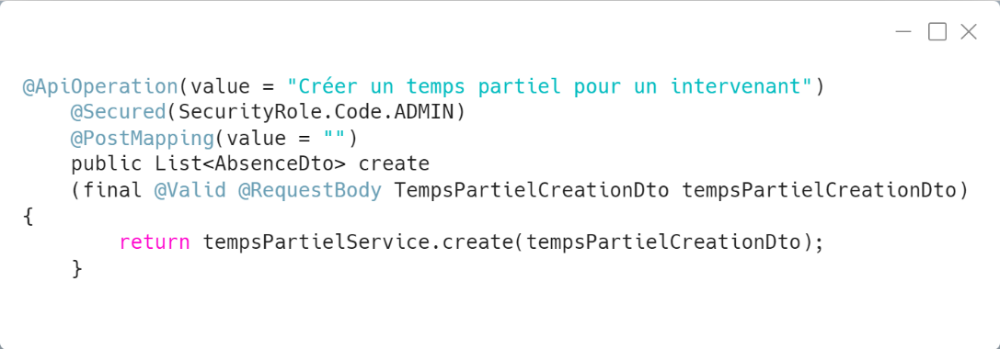 @ApiOperation(value = "Créer un temps partiel pour un intervenant")
@Secured(SecurityRole.Code.ADMIN)
@PostMapping(value = "")
public List<AbsenceDto> create
(final @Valid @RequestBody TempsPartielCreationDto tempsPartielCreationDto)
{
return tempsPartielService.create(tempsPartielCreationDto);
}